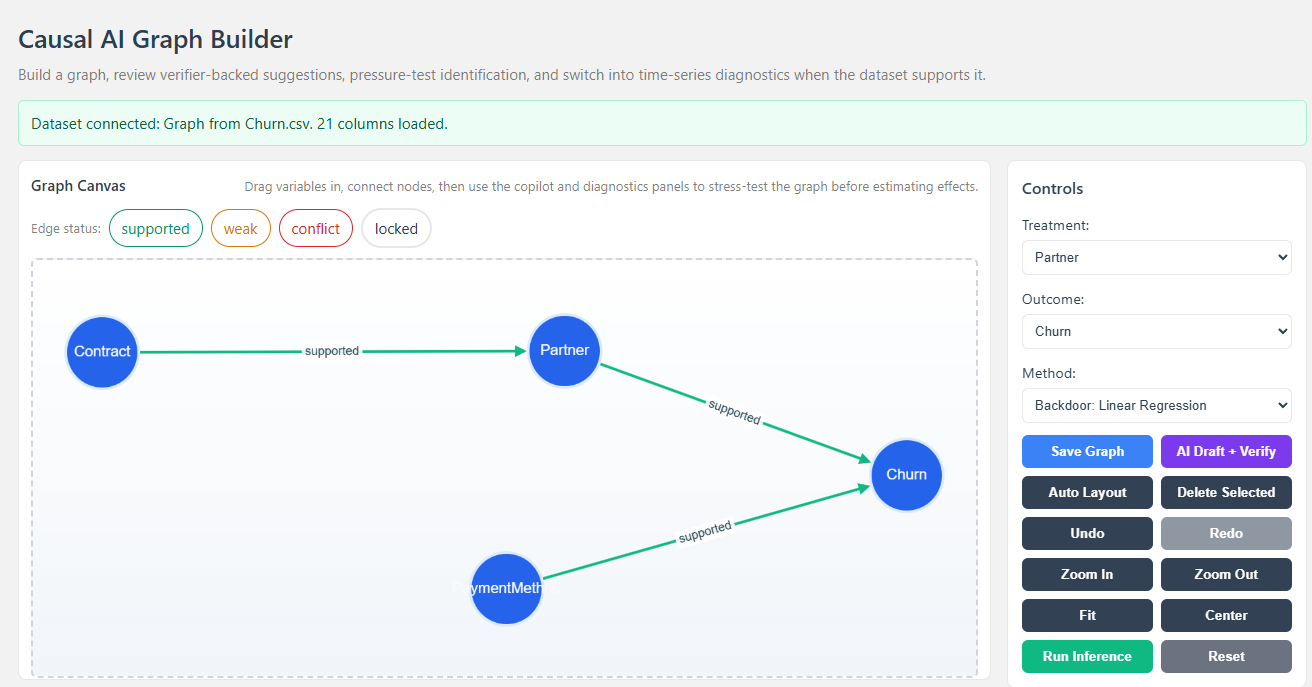 Causal AI Graph Builder
Build a graph, review verifier-backed suggestions, pressure-test identification, and switch into time-series diagnostics when the dataset supports it.
Dataset connected: Graph from Churn.csv. 21 columns loaded.
Graph Canvas
Drag variables in, connect nodes, then use the copilot and diagnostics panels to stress-test the graph before estimating effects.
Edge status:
supported
weak
conflict
locked
Contract
supported
Partner
supported
Churn
supported
PaymentMeth
Controls
Treatment:
Partner
Outcome:
Churn
Method:
Backdoor: Linear Regression
Save Graph
AI Draft + Verify
Auto Layout
Delete Selected
Undo
Redo
Zoom In
Zoom Out
Fit
Center
Run Inference
Reset